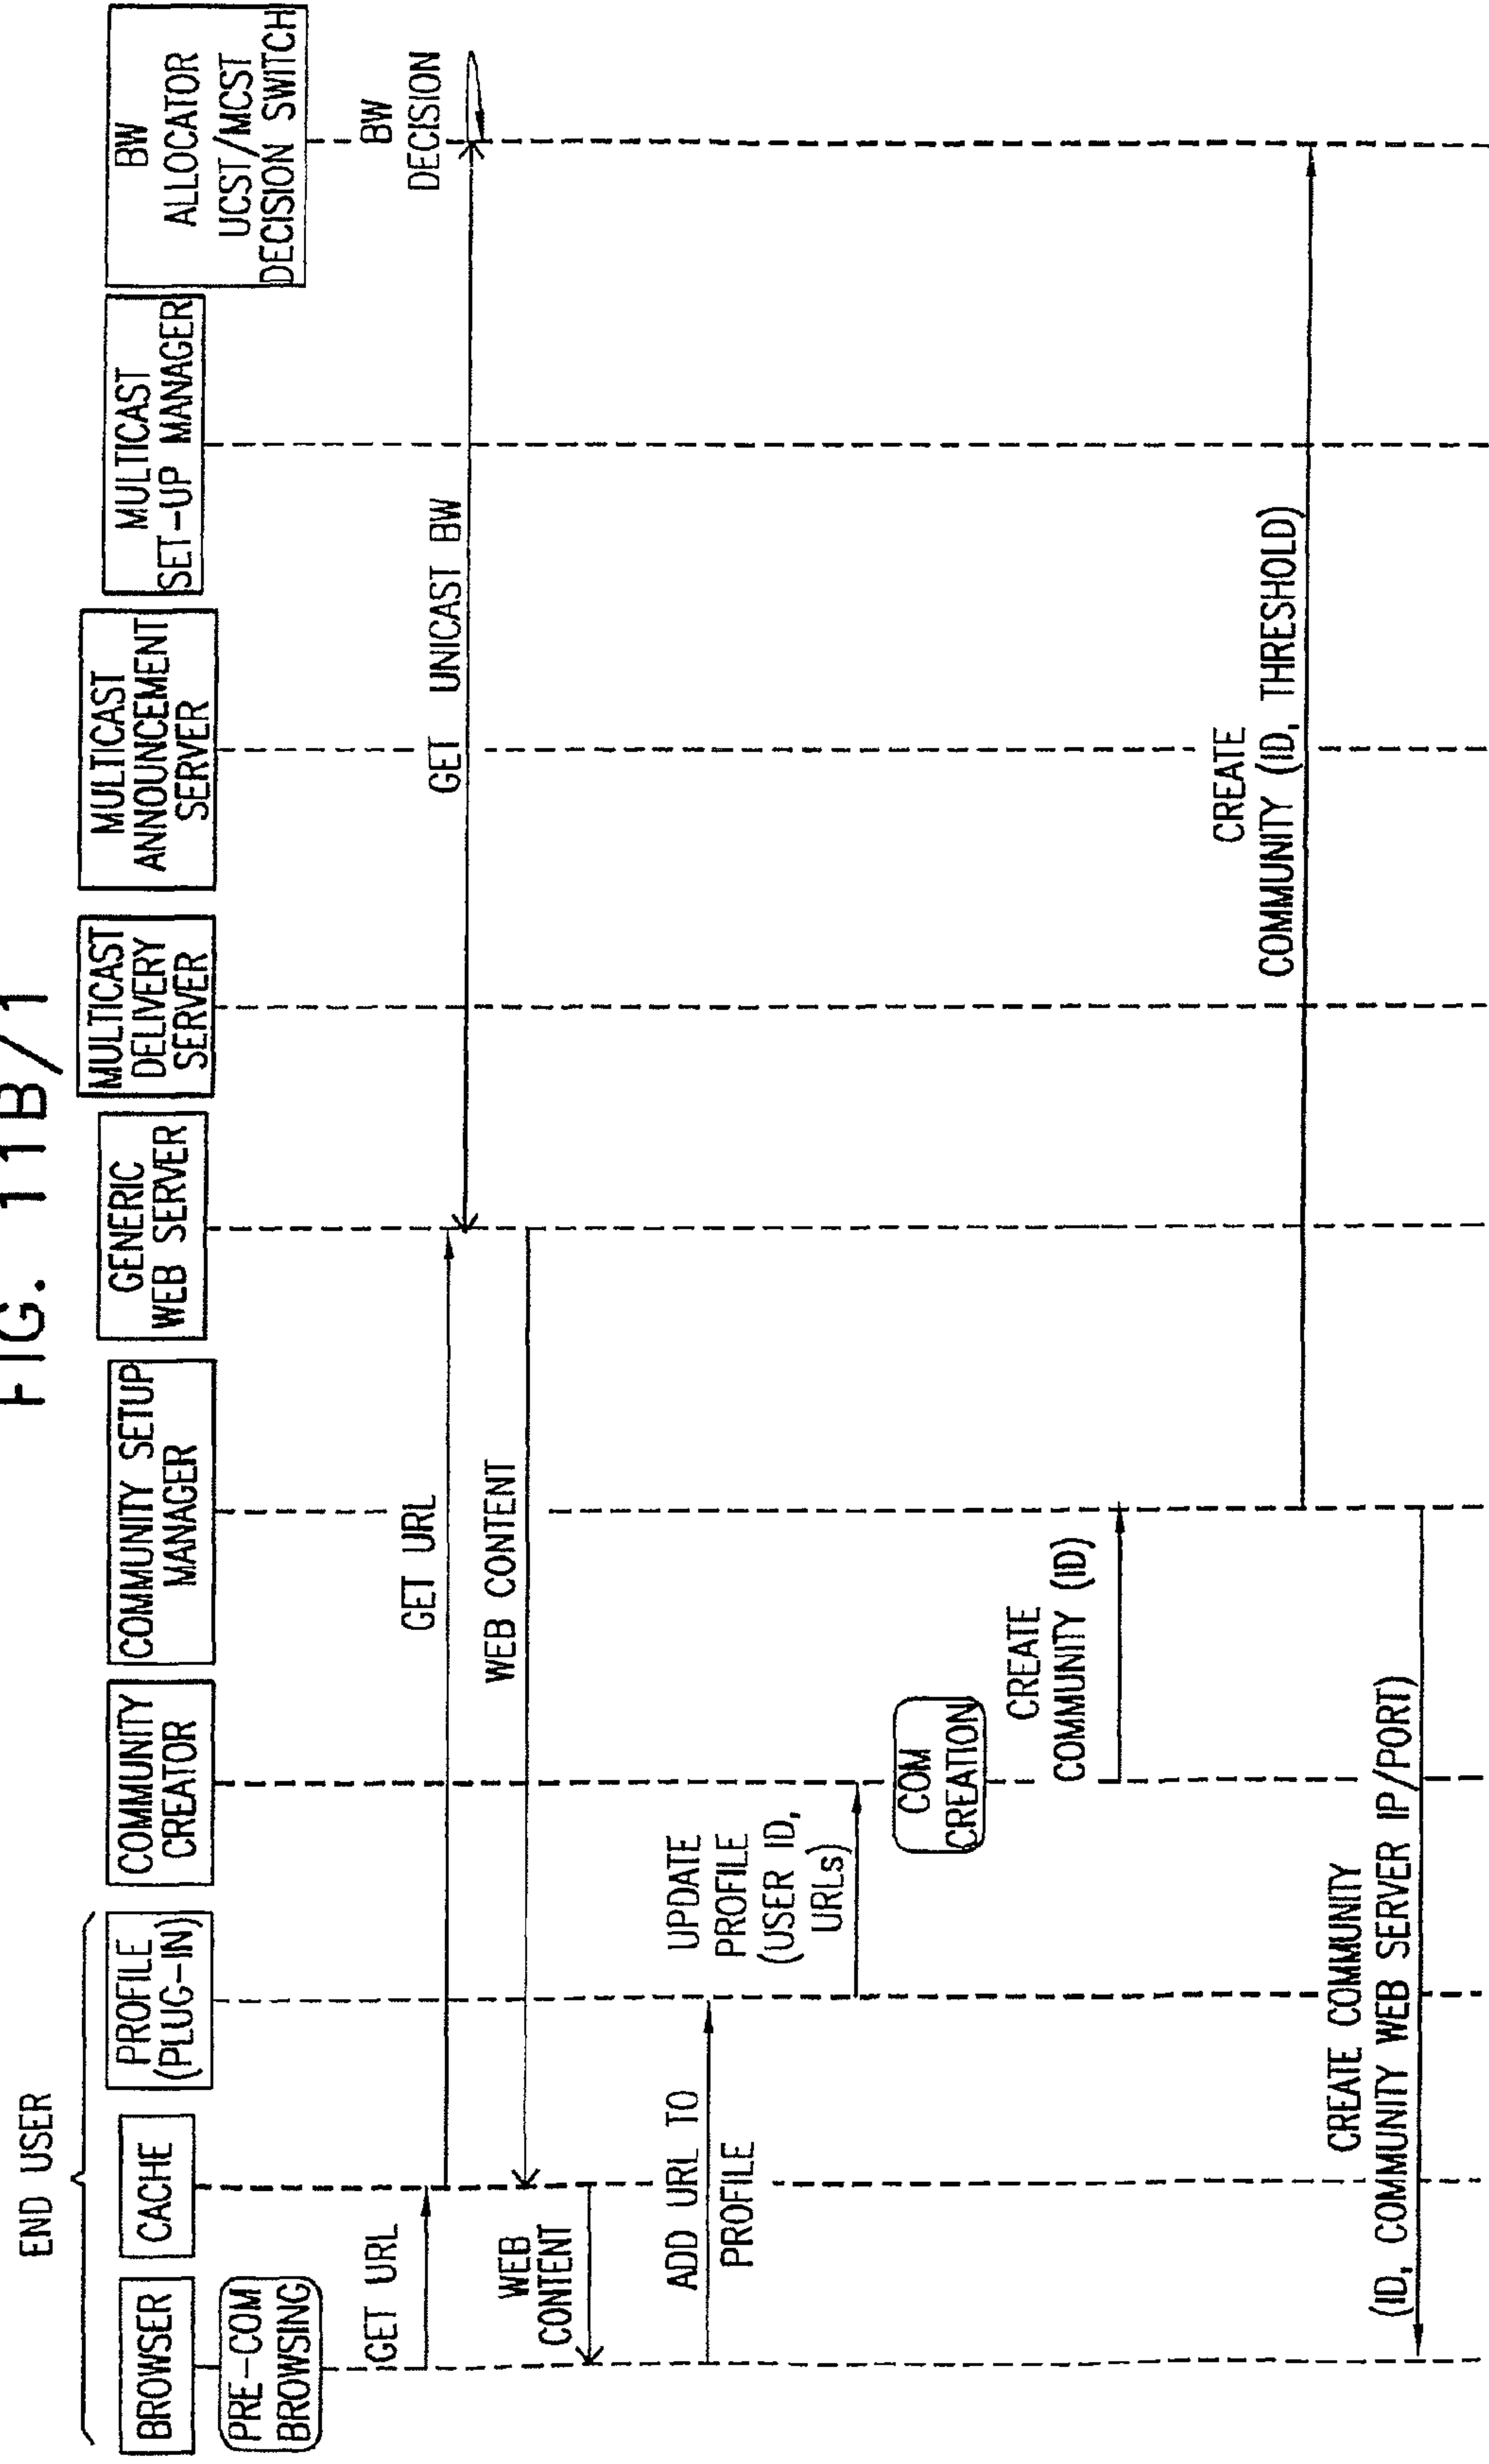 FIG. 11B/1
END USER
BROWSER
CACHE
PROFILE
(PLUG-IN)
COMMUNITY
CREATOR
COMMUNITY SETUP
MANAGER
GENERIC
WEB SERVER
MULTICAST
DELIVERY
SERVER
MULTICAST
ANNOUNCEMENT
SERVER
MULTICAST
SET-UP MANAGER
BW
ALLOCATOR
UCST/MCST
DECISION SWITCH
PRE-COM
BROWSING
GET URL
GET URL
GET UNICAST BW
BW
DECISION
WEB CONTENT
WEB
CONTENT
ADD URL TO
PROFILE
UPDATE
PROFILE
(USER ID,
URLs)
COM
CREATION
CREATE
COMMUNITY (ID)
CREATE
COMMUNITY (ID, THRESHOLD)
CREATE COMMUNITY
(ID, COMMUNITY WEB SERVER IP/PORT)